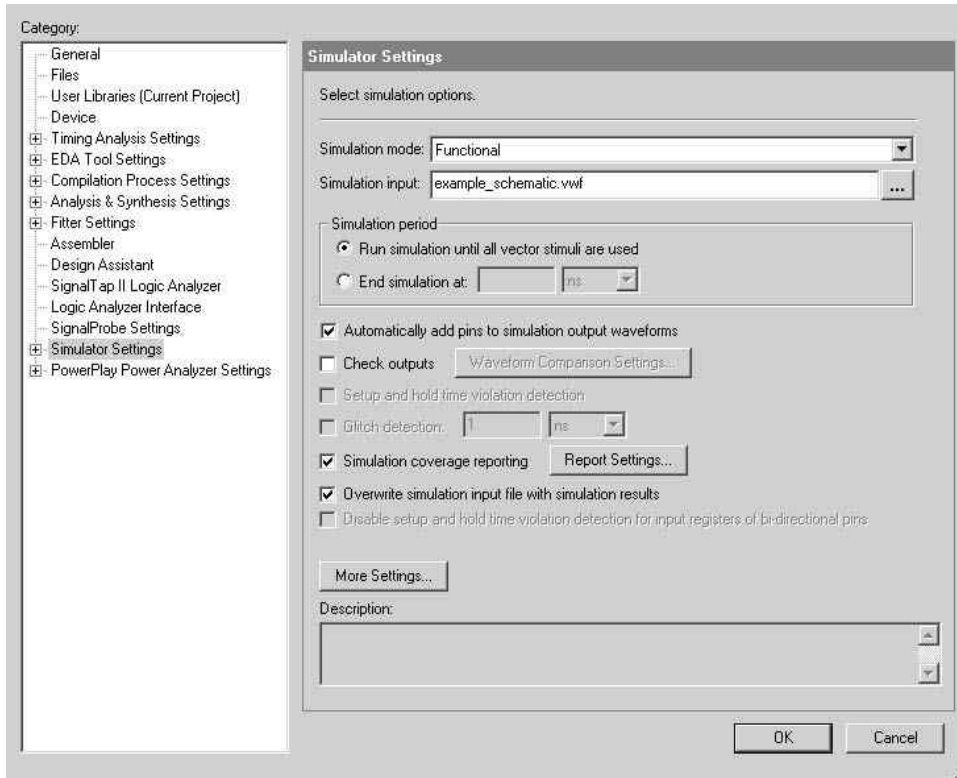 Category:
General
Files
User Libraries (Current Project)
Device
Timing Analysis Settings
EDA Tool Settings
Compilation Process Settings
Analysis & Synthesis Settings
Fitter Settings
Assembler
Design Assistant
SignalTap II Logic Analyzer
Logic Analyzer Interface
SignalProbe Settings
Simulator Settings
PowerPlay Power Analyzer Settings
Simulator Settings
Select simulation options.
Simulation mode: Functional
Simulation input: example_schematic.vwf ...
Simulation period
Run simulation until all vector stimuli are used
End simulation at: ns
Automatically add pins to simulation output waveforms
Check outputs Waveform Comparison Settings...
Setup and hold time violation detection
Glitch detection: 1 ns
Simulation coverage reporting Report Settings...
Overwrite simulation input file with simulation results
Disable setup and hold time violation detection for input registers of bi-directional pins
More Settings...
Description:
OK Cancel